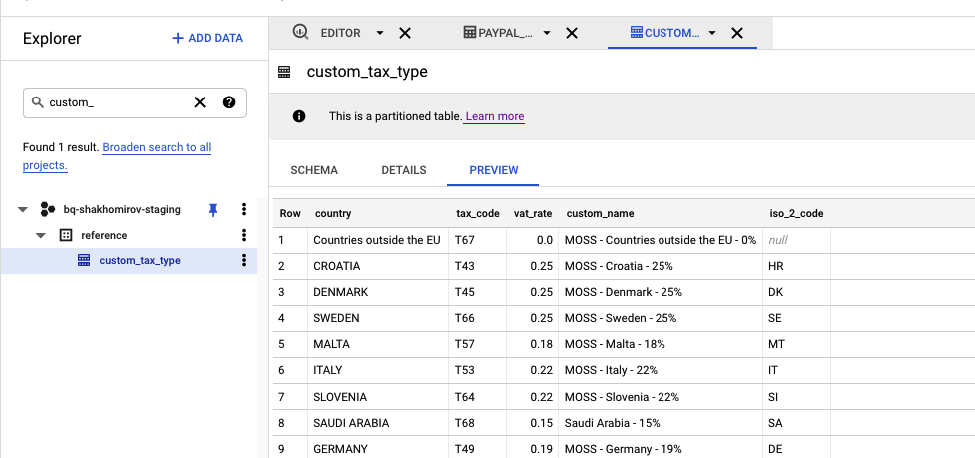 Explorer
+ ADD DATA
custom_
Found 1 result. Broaden search to all
projects.
bq-shakhomirov-staging
reference
custom_tax_type
EDITOR
PAYPAL_...
CUSTOM...
custom_tax_type
This is a partitioned table. Learn more
SCHEMA DETAILS PREVIEW
Row country tax_code vat_rate custom_name iso_2_code
1 Countries outside the EU T67 0.0 MOSS - Countries outside the EU - 0% null
2 CROATIA T43 0.25 MOSS - Croatia - 25% HR
3 DENMARK T45 0.25 MOSS - Denmark - 25% DK
4 SWEDEN T66 0.25 MOSS - Sweden - 25% SE
5 MALTA T57 0.18 MOSS - Malta - 18% MT
6 ITALY T53 0.22 MOSS - Italy - 22% IT
7 SLOVENIA T64 0.22 MOSS - Slovenia - 22% SI
8 SAUDI ARABIA T68 0.15 Saudi Arabia - 15% SA
9 GERMANY T49 0.19 MOSS - Germany - 19% DE